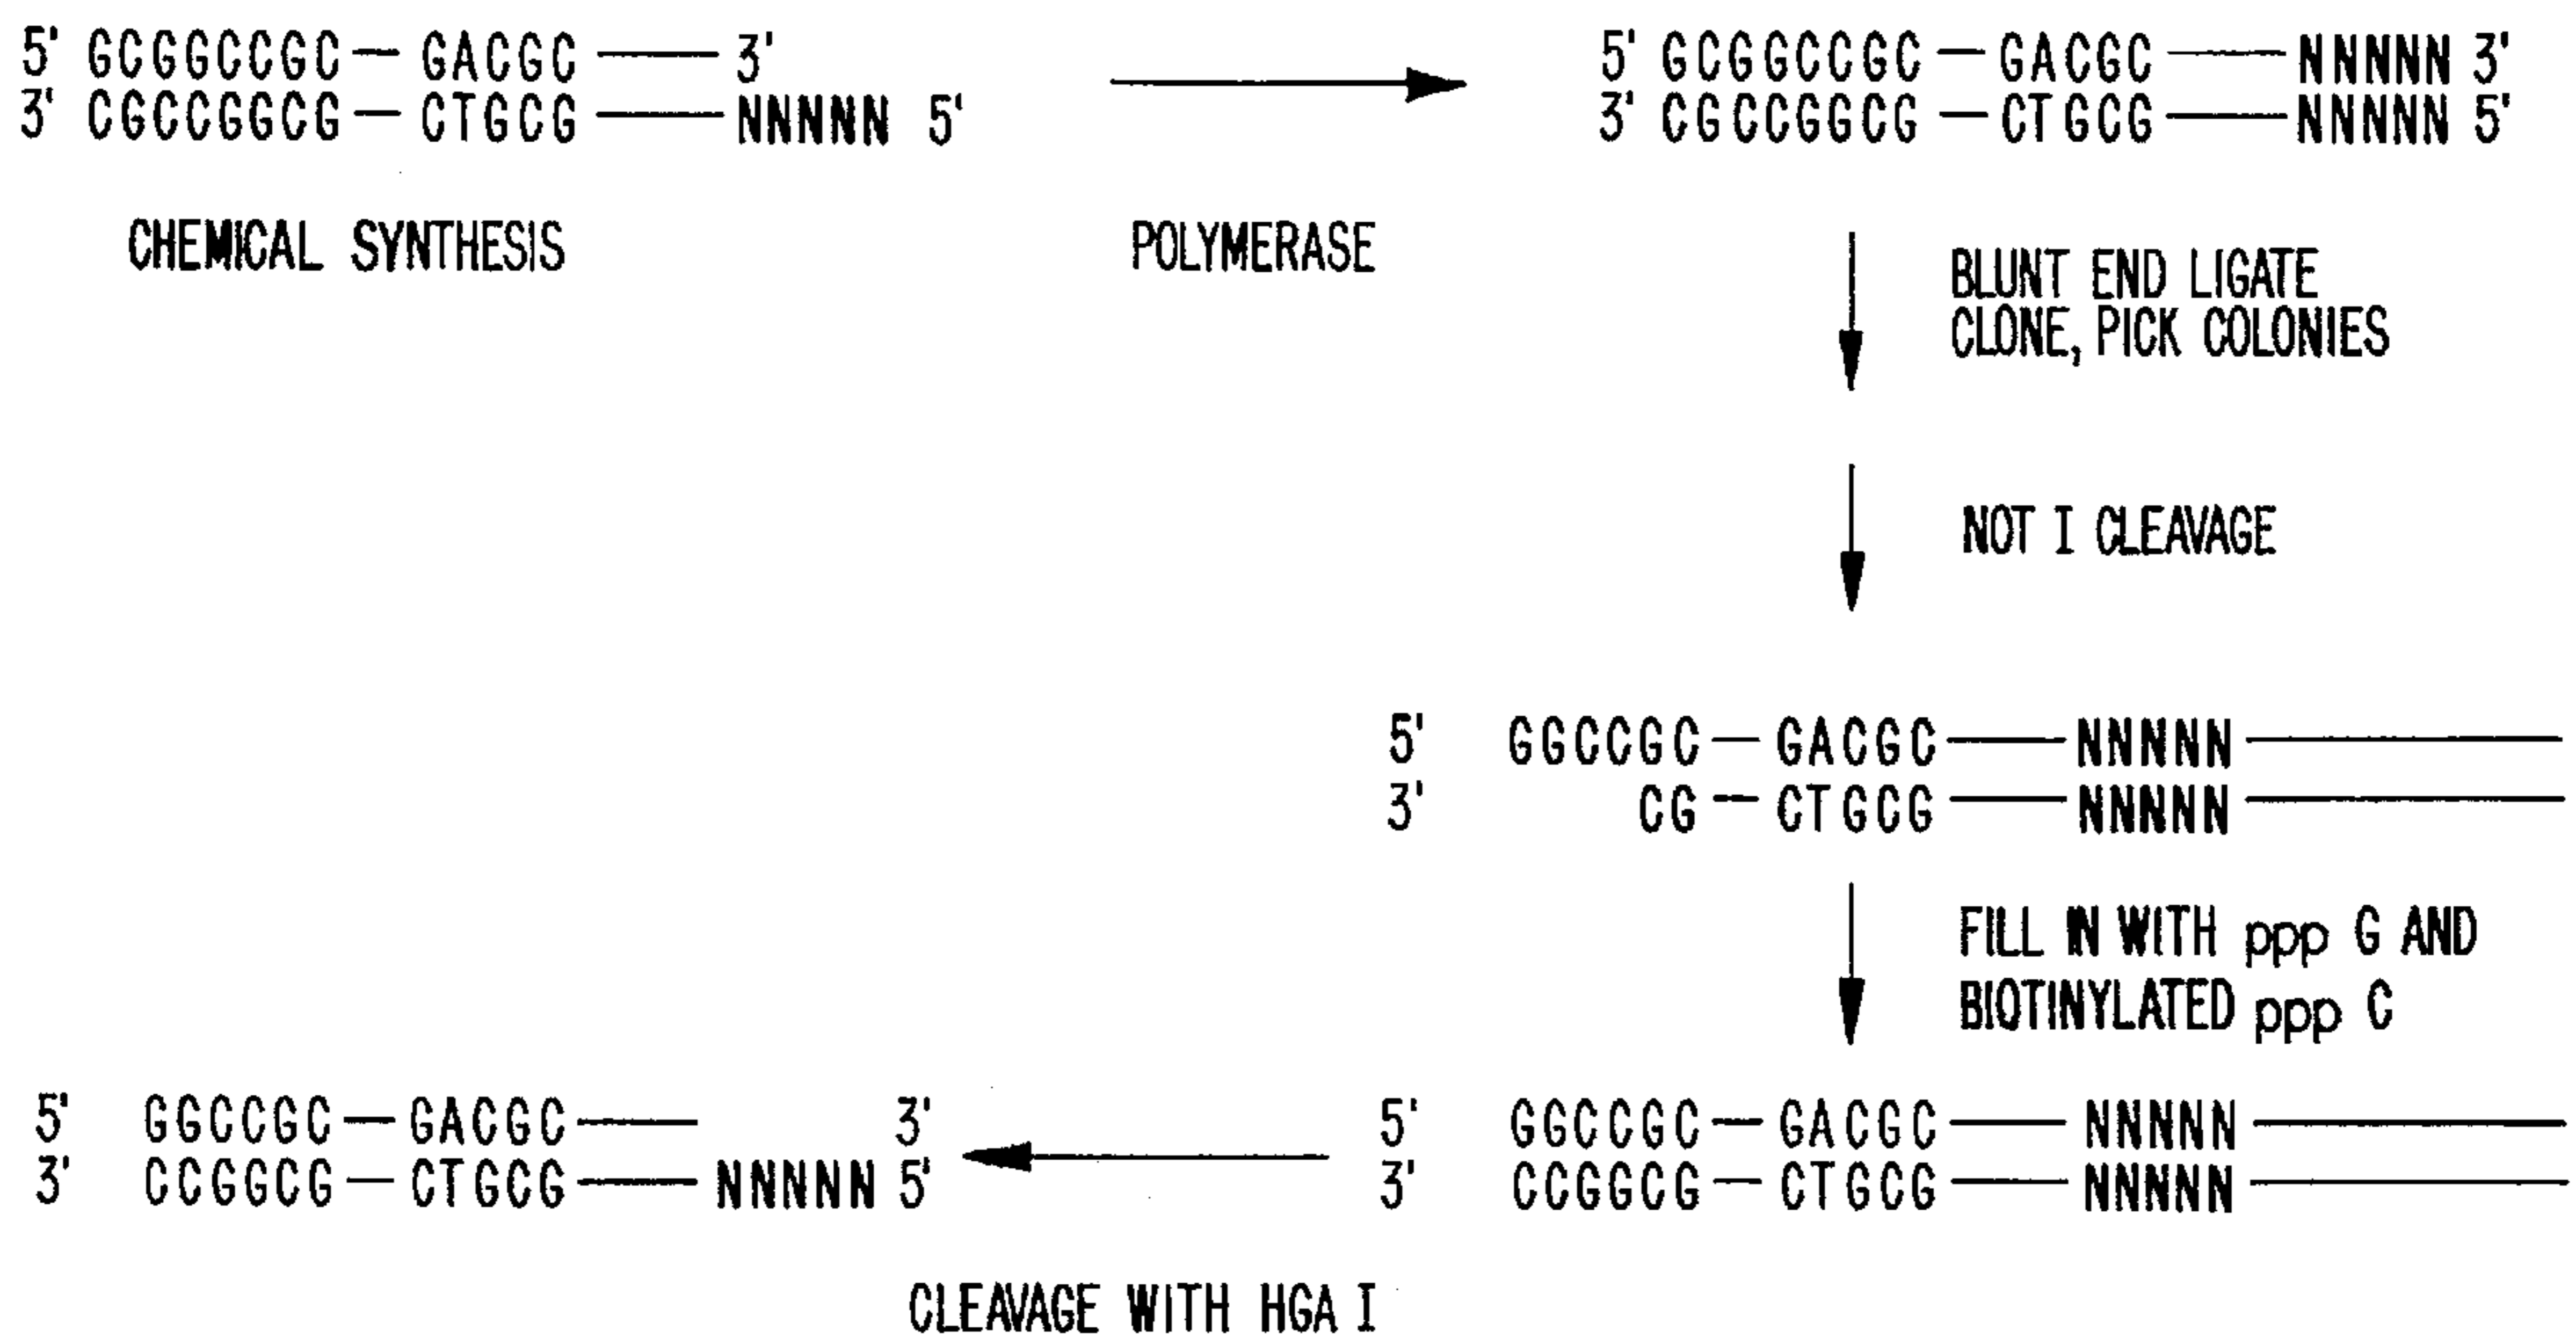 5' GCGGCCGC — GACGC —— 3'
3' CGCCGGCG — CTGCG —— NNNNN 5'
CHEMICAL SYNTHESIS
POLYMERASE
5' GCGGCCGC — GACGC —— NNNNN 3'
3' CGCCGGCG — CTGCG —— NNNNN 5'
BLUNT END LIGATE
CLONE, PICK COLONIES
NOT I CLEAVAGE
5' GGCCGC — GACGC —— NNNNN ——
3' CG — CTGCG —— NNNNN ——
FILL IN WITH ppp G AND
BIOTINYLATED ppp C
5' GGCCGC — GACGC —— NNNNN ——
3' CCGGCG — CTGCG —— NNNNN ——
CLEAVAGE WITH HGA I
5' GGCCGC — GACGC —— 3'
3' CCGGCG — CTGCG —— NNNNN 5'